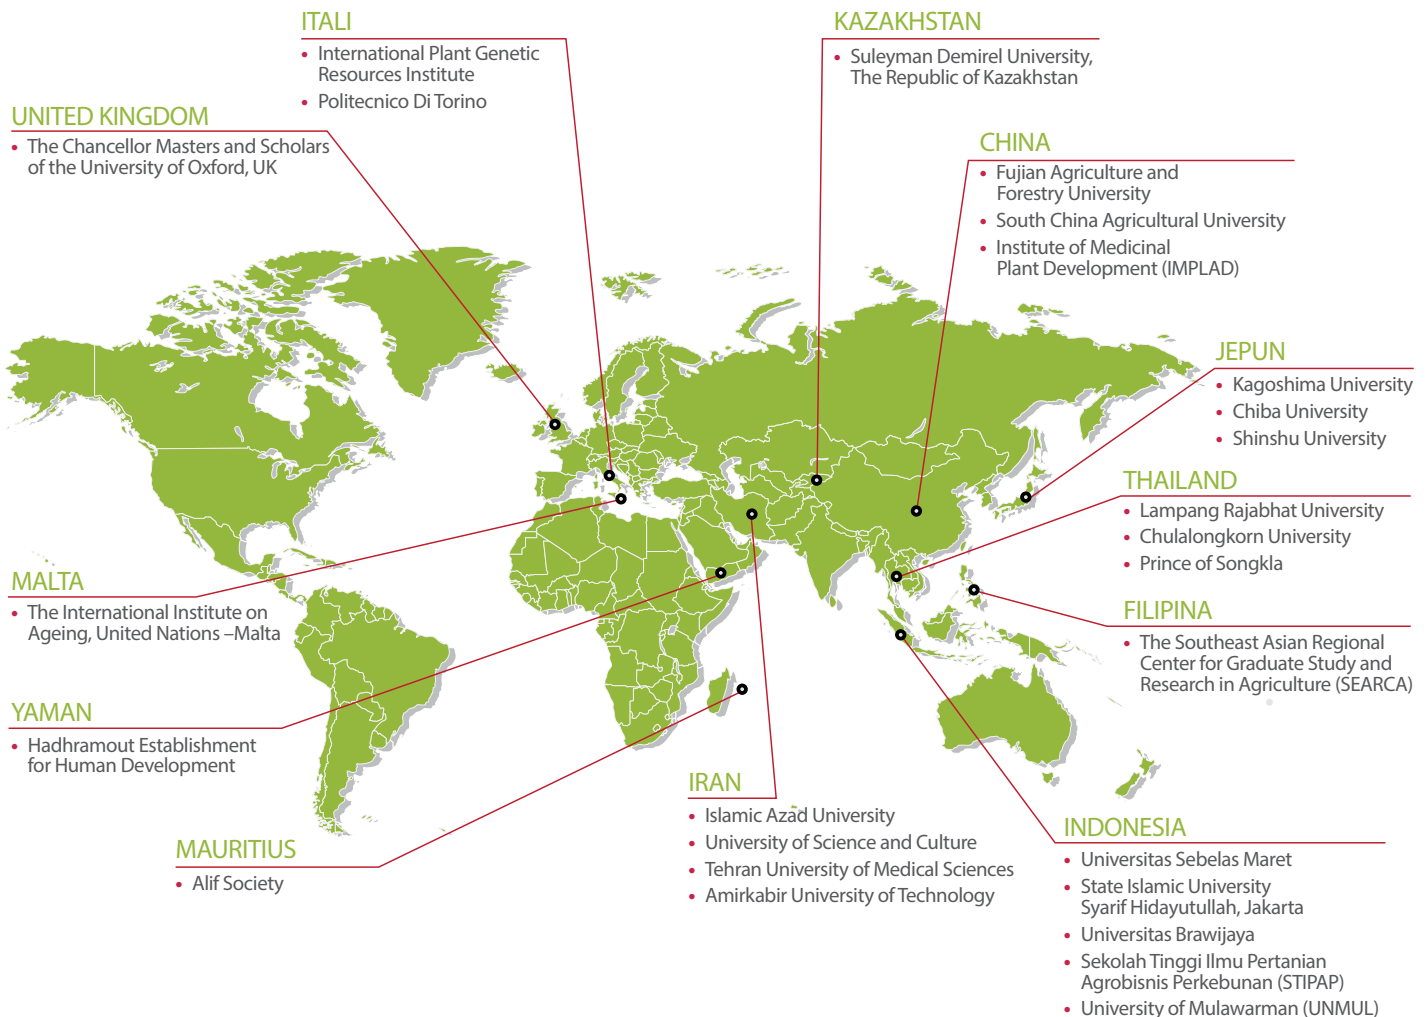 ITALI
• International Plant Genetic
Resources Institute
• Politecnico Di Torino
KAZAKHSTAN
• Suleyman Demirel University,
The Republic of Kazakhstan
UNITED KINGDOM
• The Chancellor Masters and Scholars
of the University of Oxford, UK
CHINA
• Fujian Agriculture and
Forestry University
• South China Agricultural University
• Institute of Medicinal
Plant Development (IMPLAD)
JEPUN
• Kagoshima University
• Chiba University
• Shinshu University
THAILAND
• Lampang Rajabhat University
• Chulalongkorn University
• Prince of Songkla
MALTA
• The International Institute on
Ageing, United Nations –Malta
FILIPINA
• The Southeast Asian Regional
Center for Graduate Study and
Research in Agriculture (SEARCA)
YAMAN
• Hadhramout Establishment
for Human Development
IRAN
• Islamic Azad University
• University of Science and Culture
• Tehran University of Medical Sciences
• Amirkabir University of Technology
MAURITIUS
• Alif Society
INDONESIA
• Universitas Sebelas Maret
• State Islamic University
Syarif Hidayutullah, Jakarta
• Universitas Brawijaya
• Sekolah Tinggi Ilmu Pertanian
Agrobisnis Perkebunan (STIPAP)
• University of Mulawarman (UNMUL)